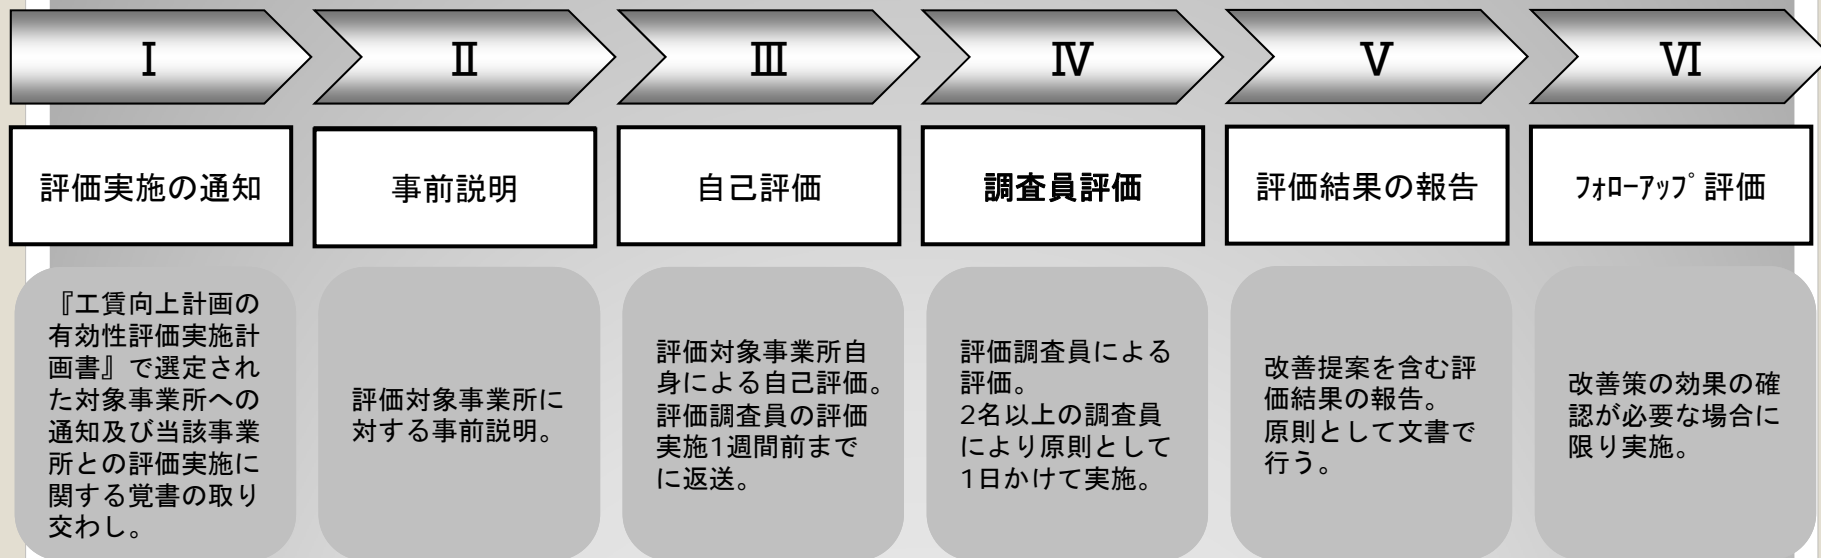 Ⅰ
Ⅱ
Ⅲ
Ⅳ
Ⅴ
Ⅵ
評価実施の通知
事前説明
自己評価
調査員評価
評価結果の報告
ﾌｫﾛｰｱｯﾌﾟ評価
『工賃向上計画の
有効性評価実施計
画書』で選定され
た対象事業所への
通知及び当該事業
所との評価実施に
関する覚書の取り
交わし。
評価対象事業所に
対する事前説明。
評価対象事業所自
身による自己評価。
評価調査員の評価
実施1週間前まで
に返送。
評価調査員による
評価。
2名以上の調査員
により原則として
1日かけて実施。
改善提案を含む評
価結果の報告。
原則として文書で
行う。
改善策の効果の確
認が必要な場合に
限り実施。